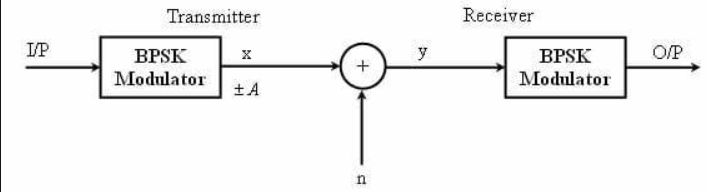 Transmitter
Receiver
I/P
BPSK
Modulator
x
± A
+
y
BPSK
Modulator
O/P
n